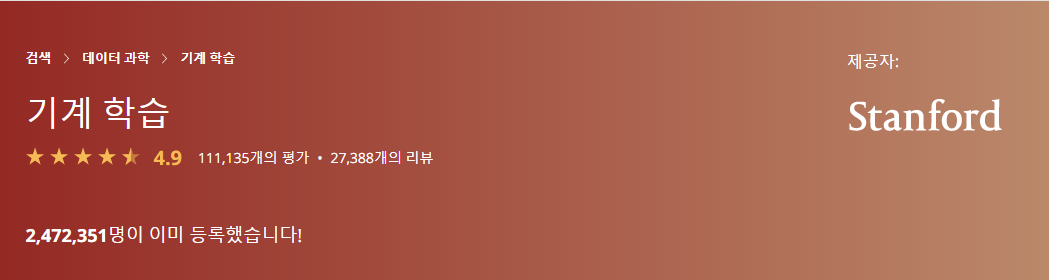 검색 > 데이터 과학 > 기계 학습
제공자:
기계 학습
Stanford
4.9 111,135개의 평가 • 27,388개의 리뷰
2,472,351명이 이미 등록했습니다!